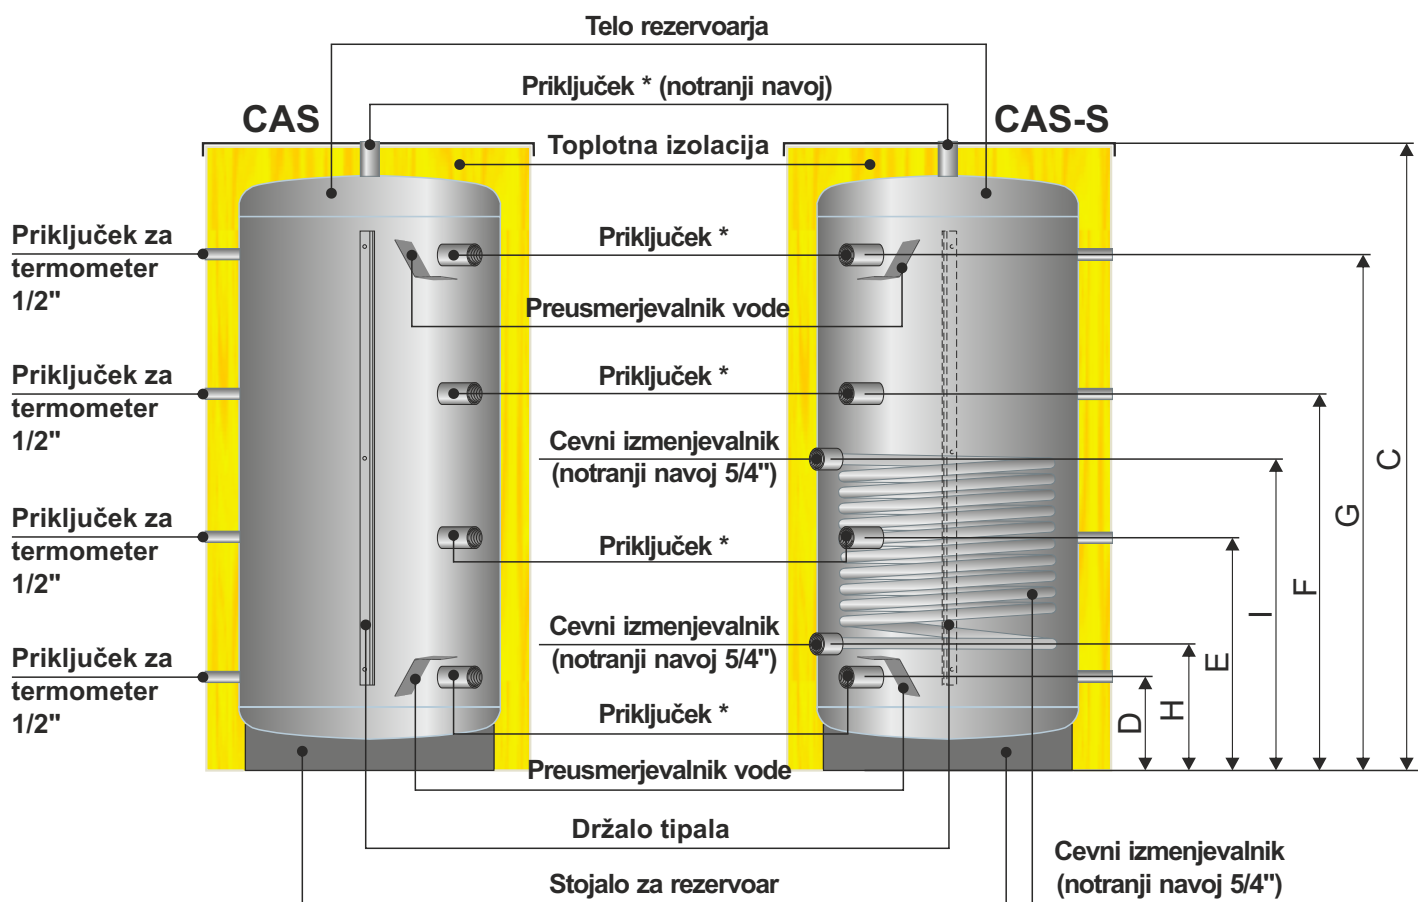 Telo rezervoarja
Priključek * (notranji navoj)
CAS
CAS-S
Toplotna izolacija
Priključek za
termometer
1/2"
Priključek *
Preusmerjevalnik vode
Priključek za
termometer
1/2"
Priključek *
Cevni izmenjevalnik
(notranji navoj 5/4")
Priključek za
termometer
1/2"
Priključek *
Cevni izmenjevalnik
(notranji navoj 5/4")
Priključek za
termometer
1/2"
Priključek *
Preusmerjevalnik vode
Držalo tipala
Stojalo za rezervoar
Cevni izmenjevalnik
(notranji navoj 5/4")
D
H
E
I
F
G
C